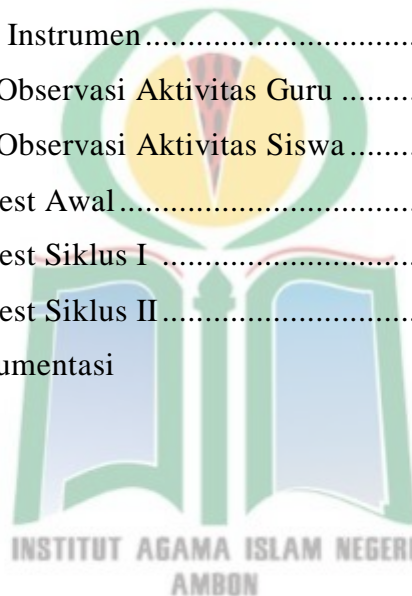 Instrumen..............................
Observasi Aktivitas Guru .........
Observasi Aktivitas Siswa........
est Awal.................................
est Siklus I ............................
est Siklus II............................
umentasi
INSTITUT AGAMA ISLAM NEGERI
AMBON